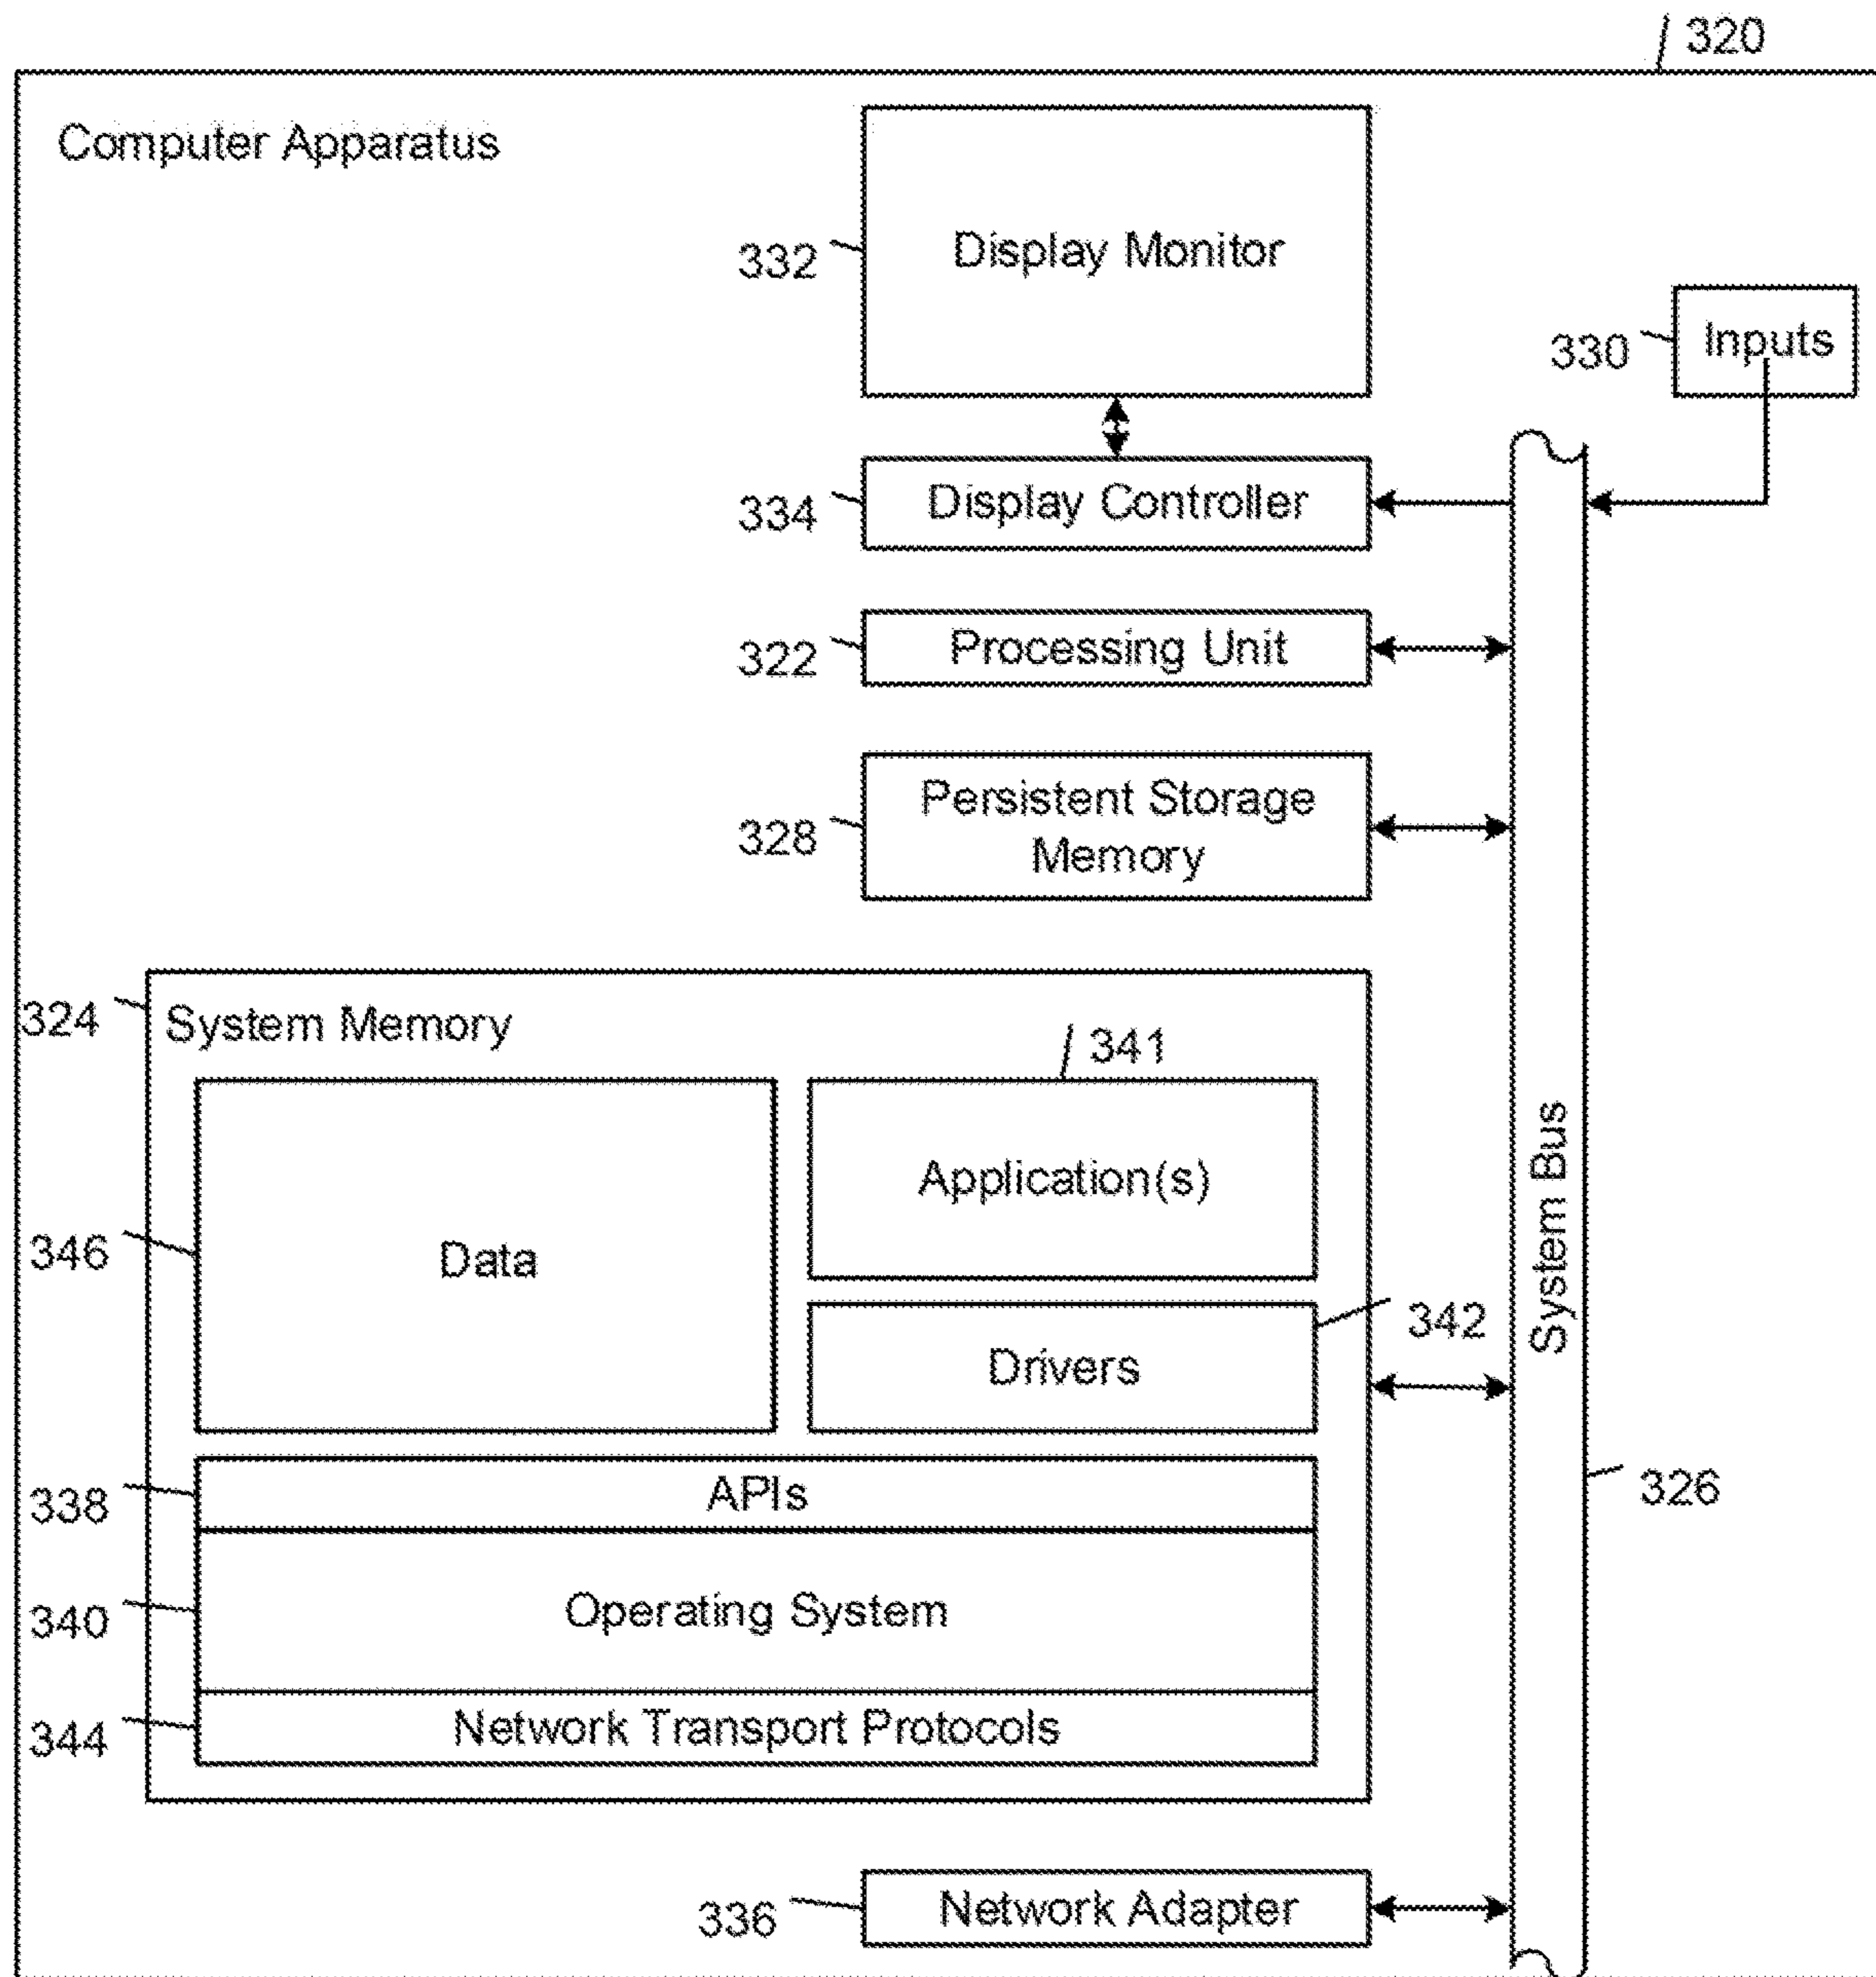 320
Computer Apparatus
332
Display Monitor
330
Inputs
334
Display Controller
322
Processing Unit
328
Persistent Storage
Memory
324
System Memory
341
Application(s)
346
Data
342
Drivers
System Bus
326
338
APIs
340
Operating System
344
Network Transport Protocols
336
Network Adapter